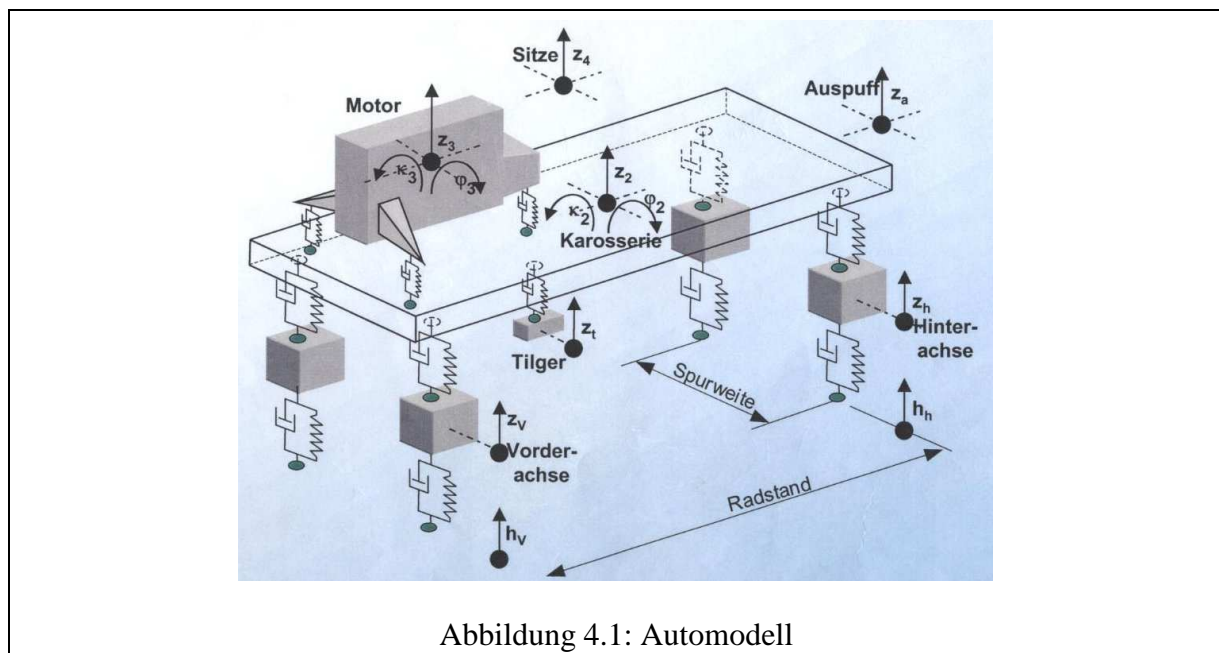 Sitze
z4
Auspuff
za
Motor
z3
κ3
φ3
z2
κ2
φ2
Karosserie
zh
Hinter-
achse
zt
Tilger
Spurweite
hh
zV
Vorder-
achse
Radstand
hV
Abbildung 4.1: Automodell